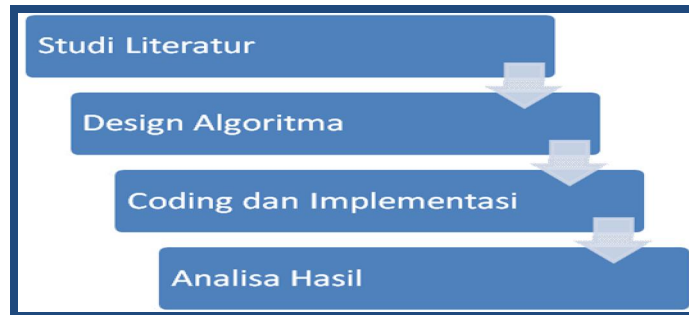 Studi Literatur
Design Algoritma
Coding dan Implementasi
Analisa Hasil